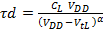 τd = C_L V_DD / (V_DD − V_tL)^α